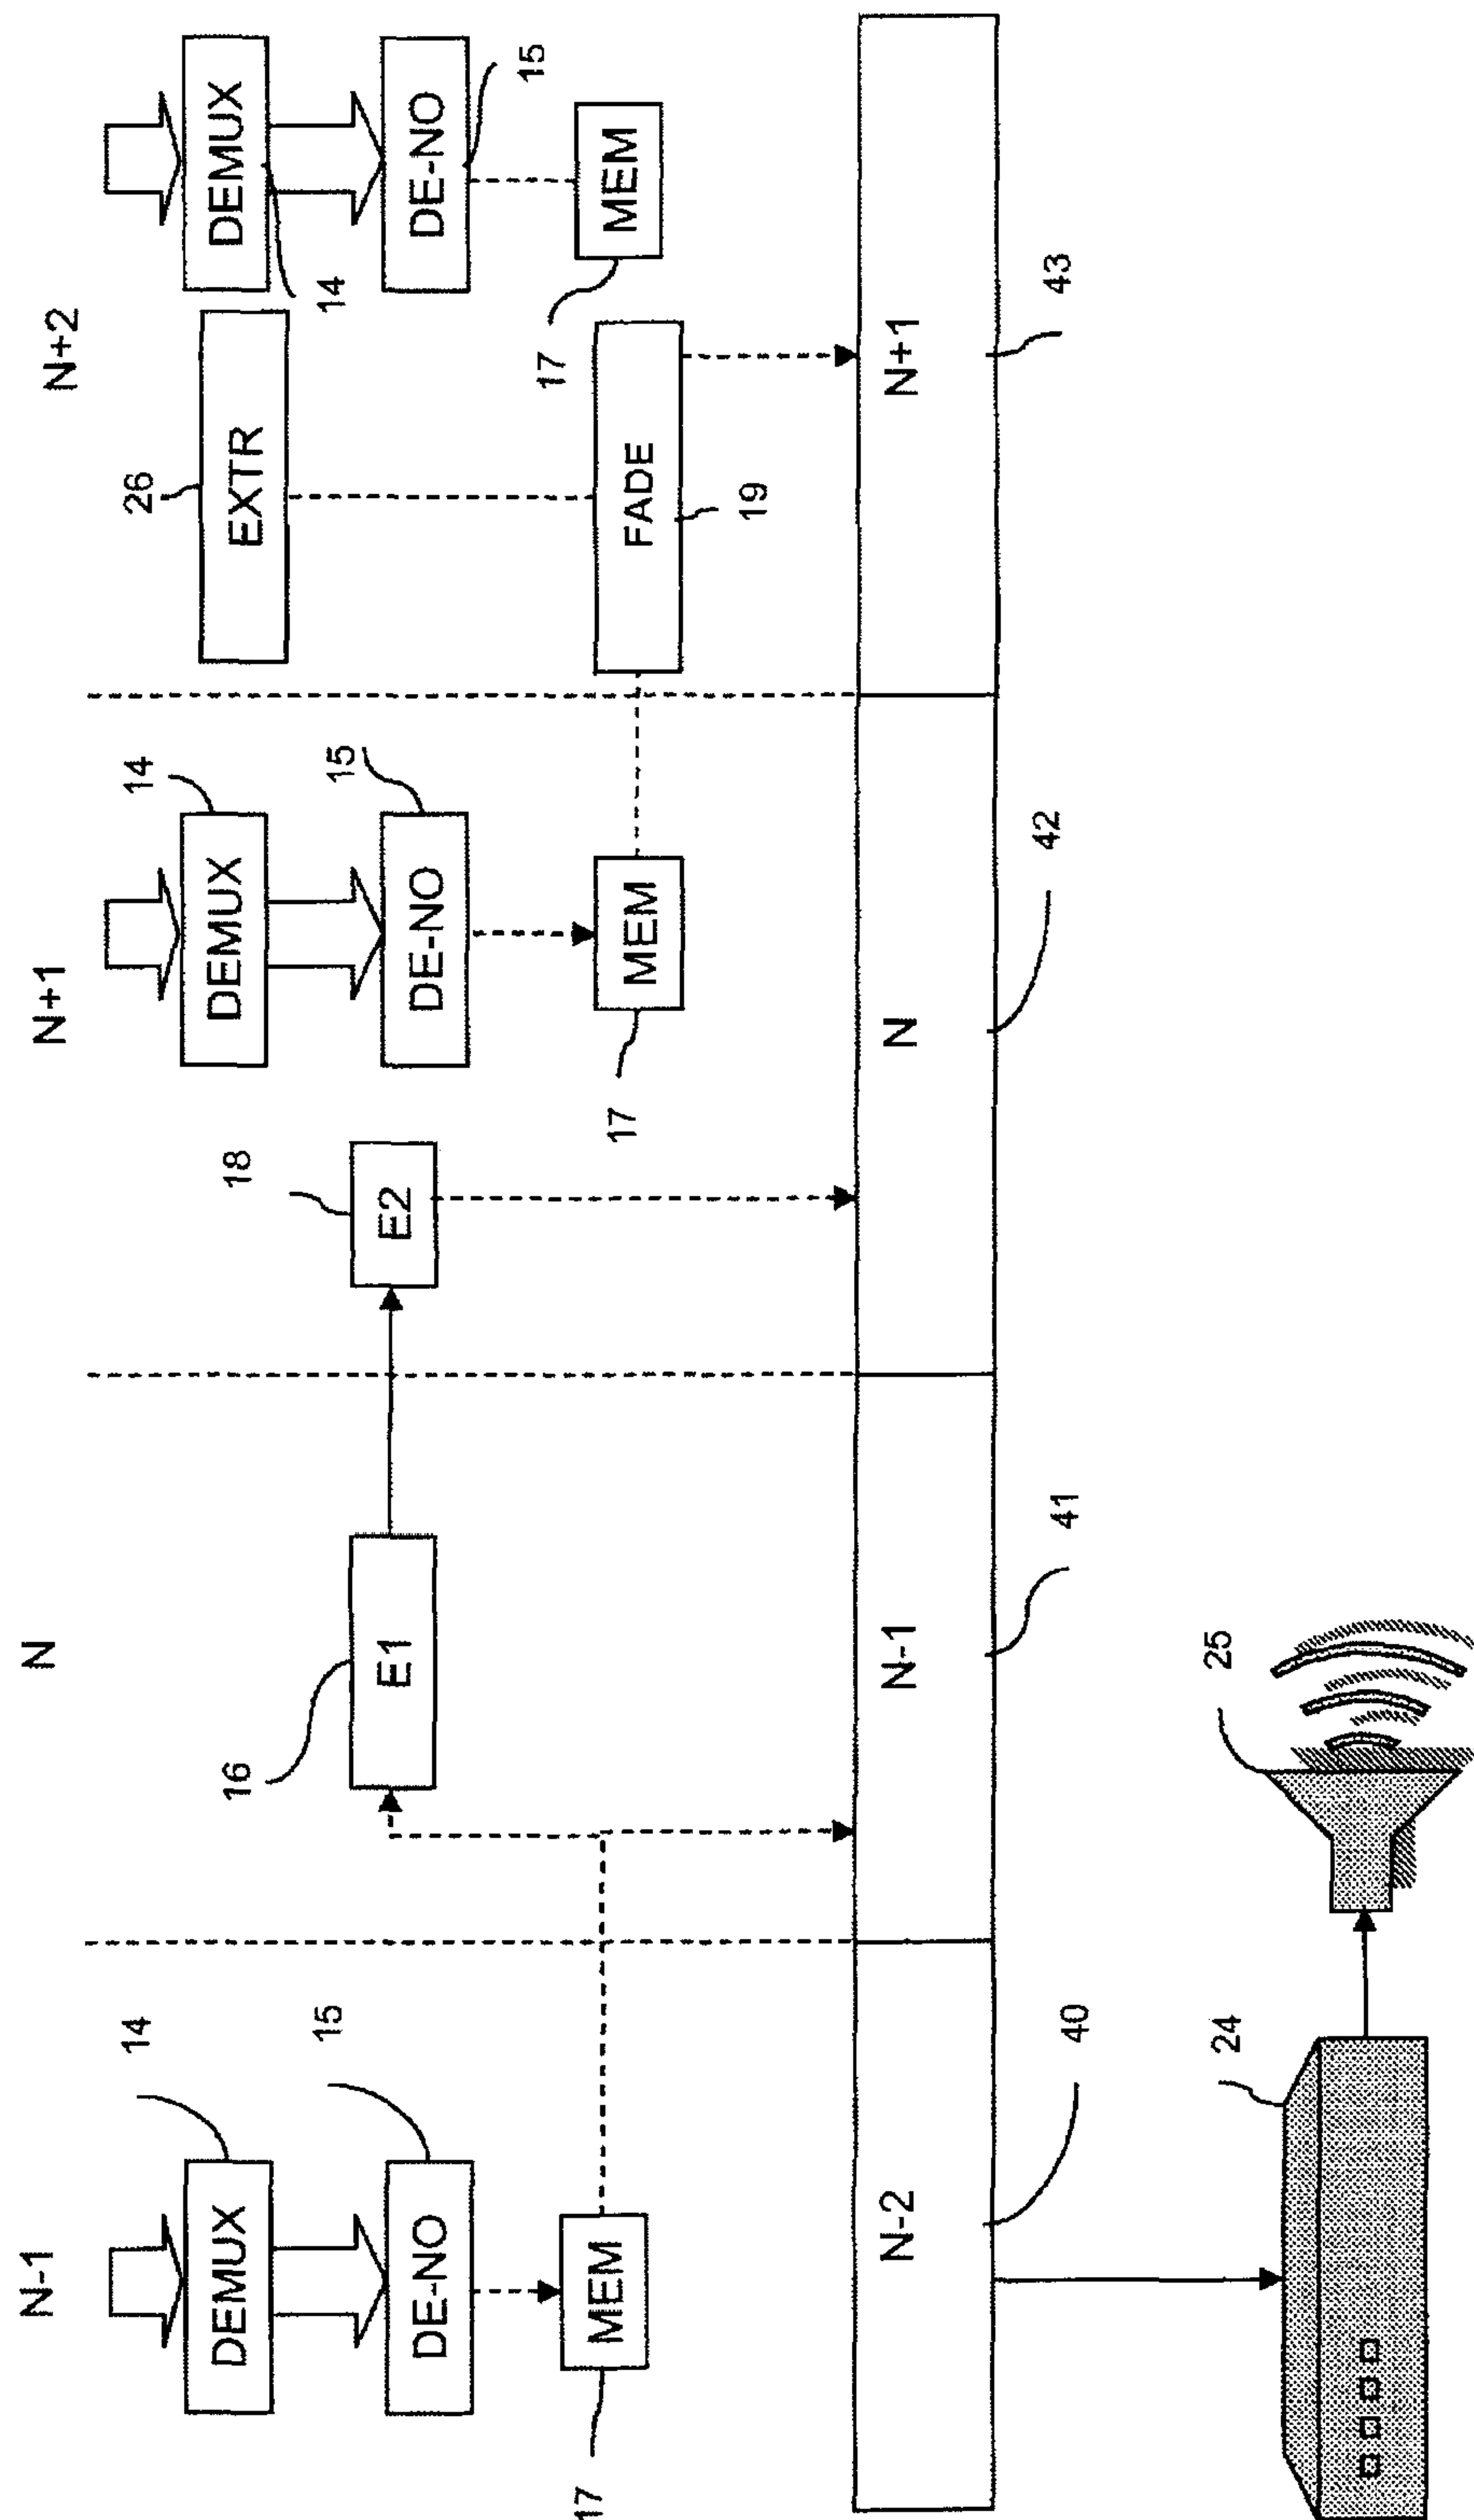 N-1
N
N+1
N+2
14
DEMUX
15
DE-NO
MEM
17
16
E1
18
E2
14
DEMUX
15
DE-NO
MEM
17
26
EXTR
FADE
19
DEMUX
14
DE-NO
15
MEM
17
N-2
N-1
N
N+1
40
41
42
43
24
25